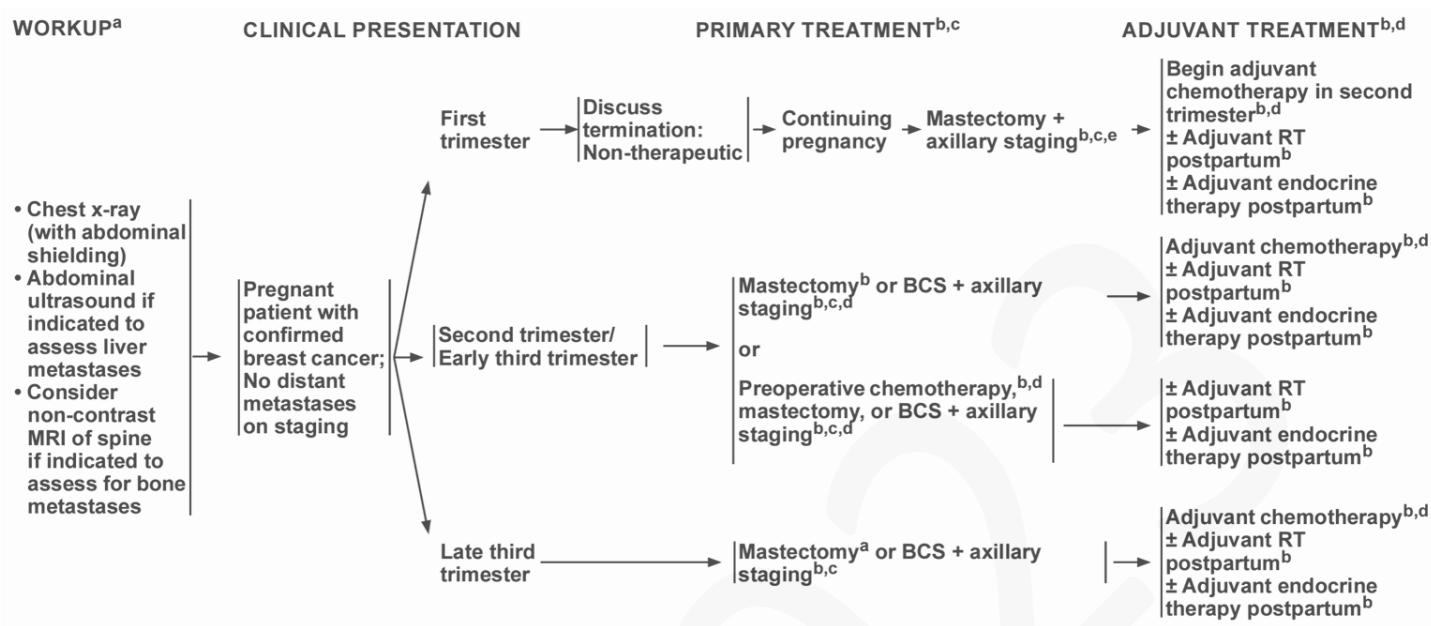 WORKUPa
CLINICAL PRESENTATION
PRIMARY TREATMENTb,c
ADJUVANT TREATMENTb,d
• Chest x-ray
(with abdominal
shielding)
• Abdominal
ultrasound if
indicated to
assess liver
metastases
• Consider
non-contrast
MRI of spine
if indicated to
assess for bone
metastases
Pregnant
patient with
confirmed
breast cancer;
No distant
metastases
on staging
First
trimester
Discuss
termination:
Non-therapeutic
Continuing
pregnancy
Mastectomy +
axillary stagingb,c,e
Begin adjuvant
chemotherapy in second
trimesterb,d
± Adjuvant RT
postpartumb
± Adjuvant endocrine
therapy postpartumb
Second trimester/
Early third trimester
Mastectomyb or BCS + axillary
stagingb,c,d
or
Preoperative chemotherapy,b,d
mastectomy, or BCS + axillary
stagingb,c,d
Adjuvant chemotherapyb,d
± Adjuvant RT
postpartumb
± Adjuvant endocrine
therapy postpartumb
± Adjuvant RT
postpartumb
± Adjuvant endocrine
therapy postpartumb
Late third
trimester
Mastectomya or BCS + axillary
stagingb,c
Adjuvant chemotherapyb,d
± Adjuvant RT
postpartumb
± Adjuvant endocrine
therapy postpartumb